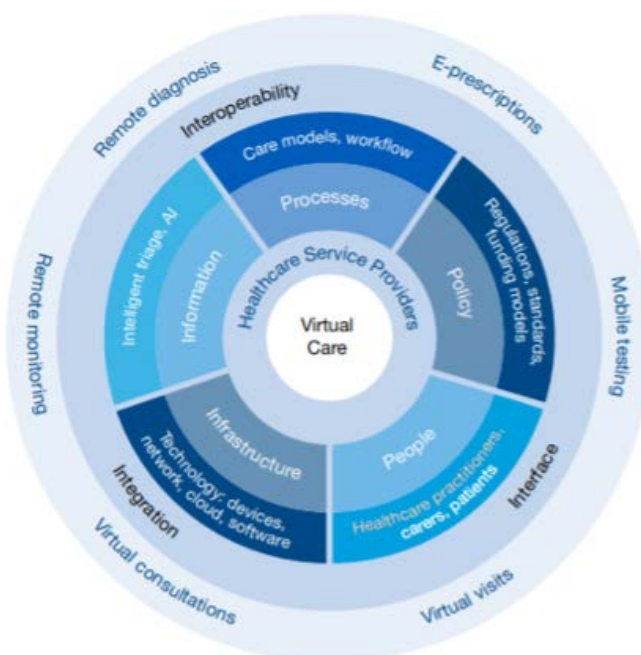 Remote diagnosis
E-prescriptions
Interoperability
Care models, workflow
Processes
Intelligent triage, AI
Information
Healthcare Service Providers
Virtual
Care
Policy
Regulations, standards,
funding models
Remote monitoring
Mobile testing
Infrastructure
Technology: devices,
network, cloud, software
Integration
People
Healthcare practitioners,
carers, patients
Interface
Virtual consultations
Virtual visits